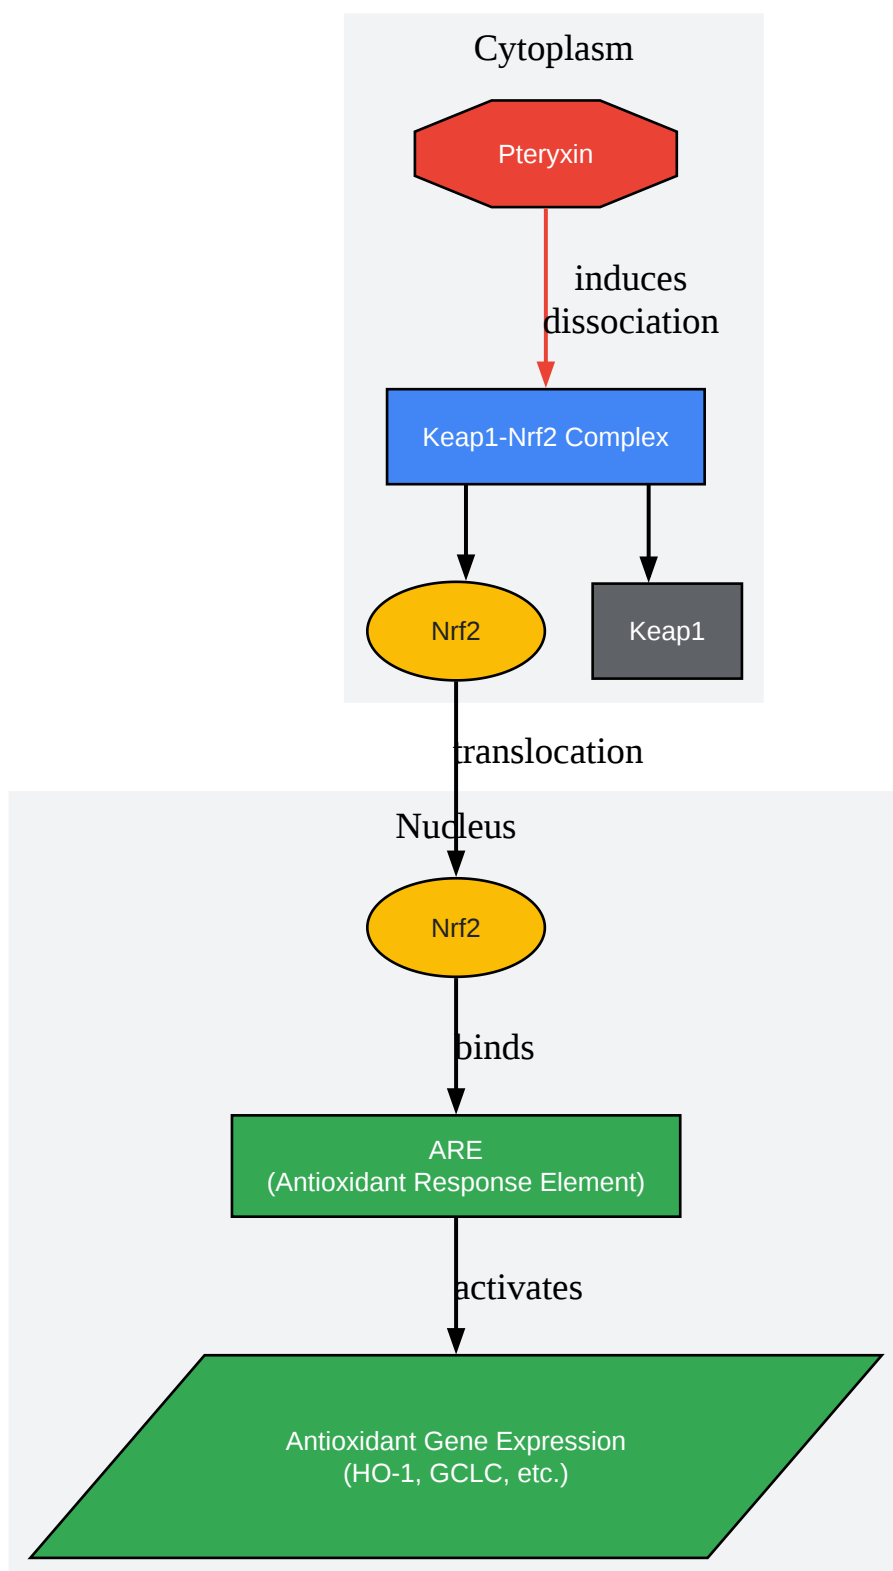 Cytoplasm
Pteryxin
induces
dissociation
Keap1-Nrf2 Complex
Nrf2
Keap1
translocation
Nucleus
Nrf2
binds
ARE
(Antioxidant Response Element)
activates
Antioxidant Gene Expression
(HO-1, GCLC, etc.)